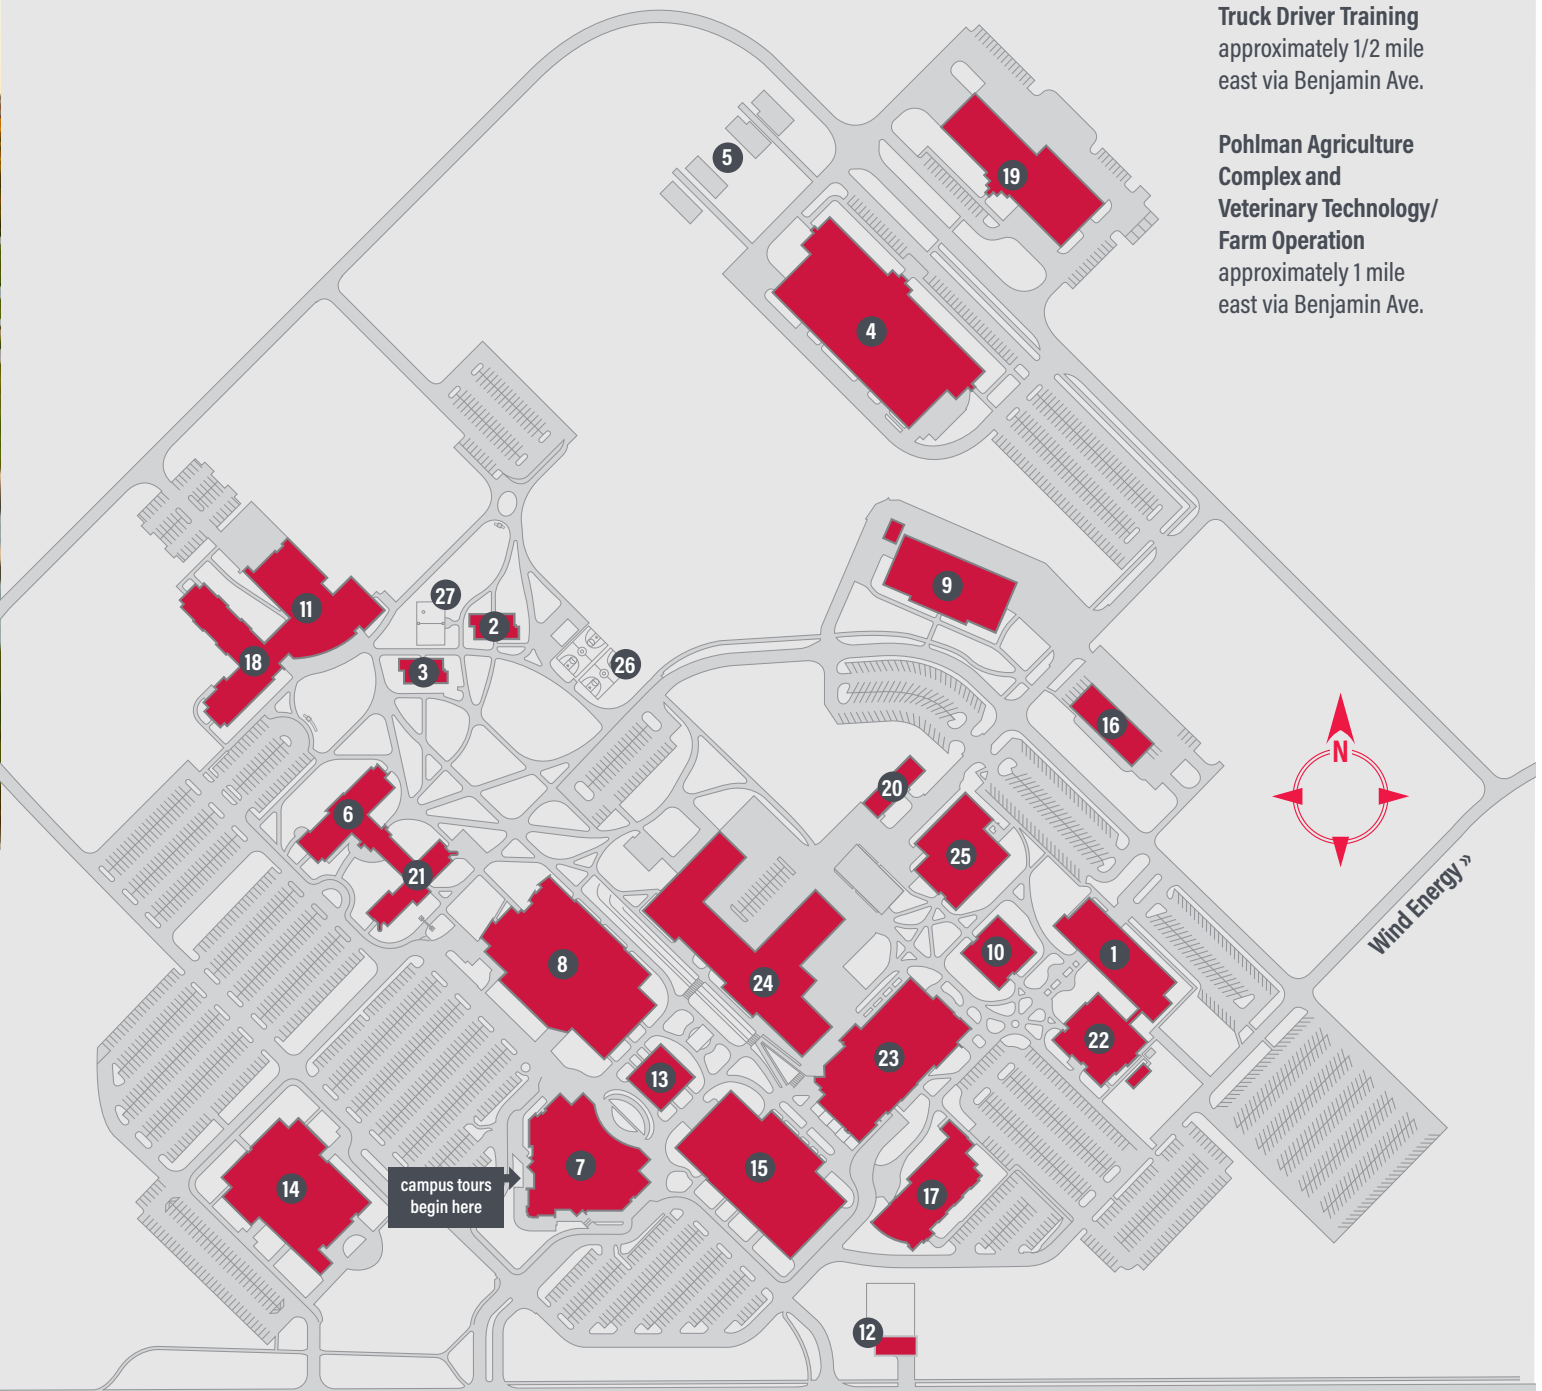 Truck Driver Training
approximately 1/2 mile
east via Benjamin Ave.
Pohlman Agriculture
Complex and
Veterinary Technology/
Farm Operation
approximately 1 mile
east via Benjamin Ave.
5
19
4
9
27
11
2
26
18
3
16
N
20
6
25
21
Wind Energy »
10
1
8
24
22
23
13
15
7
14
17
campus tours
begin here
12